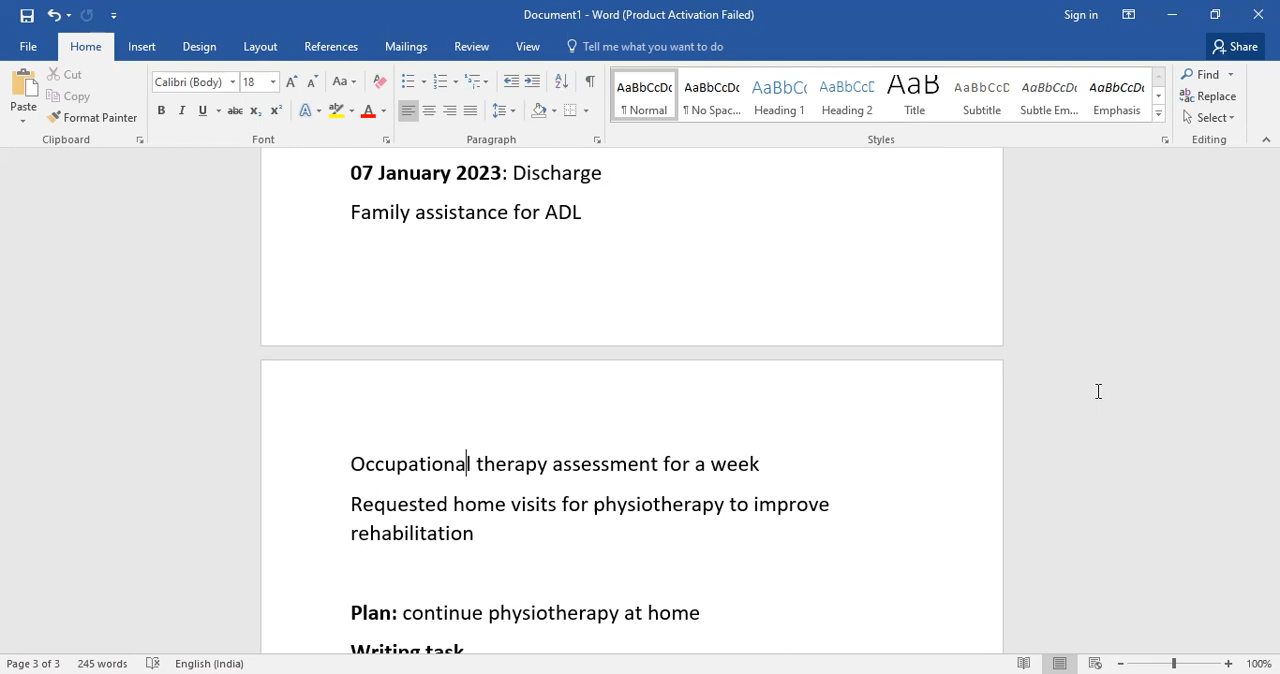 Document1 - Word (Product Activation Failed)
Sign in
File Home Insert Design Layout References Mailings Review View Tell me what you want to do Share
Paste
Cut
Copy
Format Painter
Clipboard
Calibri (Body) 18
Font
Paragraph
AaBbCcDc AaBbCcDc AaBbCc AaBbCcD AaB AaBbCcD AaBbCcDc AaBbCcDc
¶ Normal ¶ No Spac... Heading 1 Heading 2 Title Subtitle Subtle Em... Emphasis
Styles
Find
Replace
Select
Editing
07 January 2023: Discharge
Family assistance for ADL
Occupational therapy assessment for a week
Requested home visits for physiotherapy to improve
rehabilitation
Plan: continue physiotherapy at home
Writing task
Page 3 of 3 245 words English (India) 100%